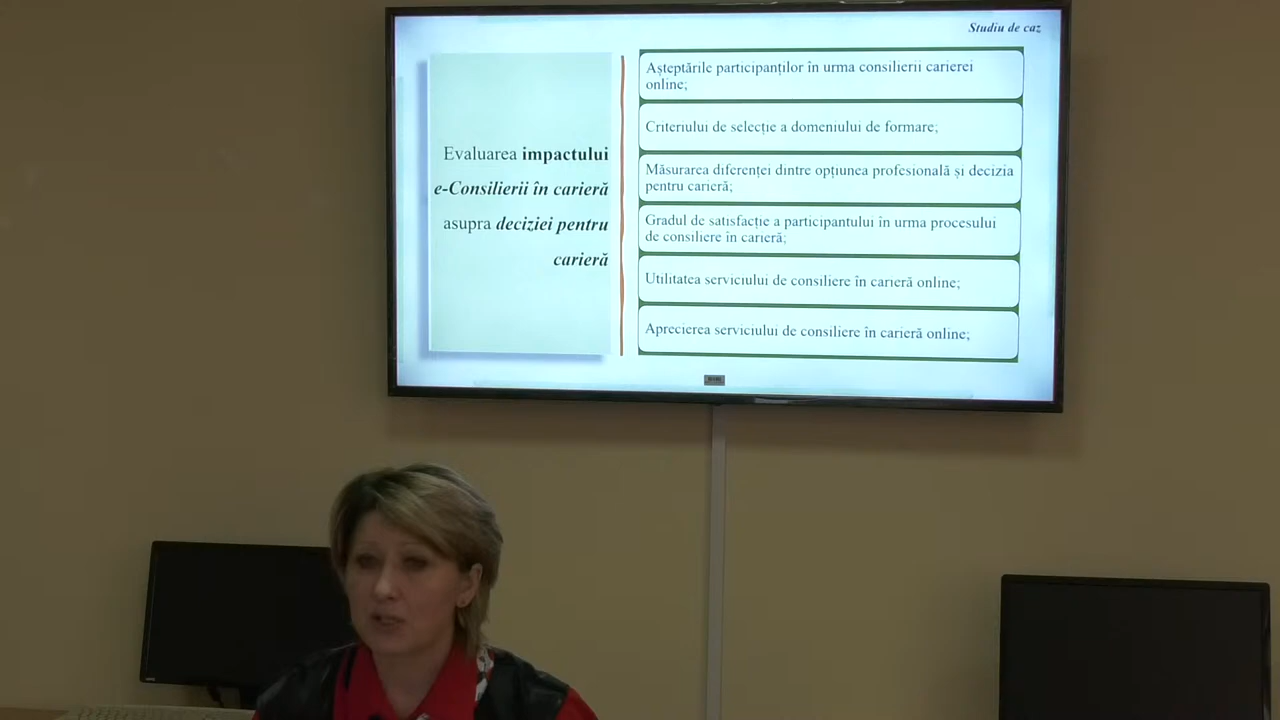 Studiu de caz
Evaluarea impactului
e-Consilierii în carieră
asupra deciziei pentru
carieră
Așteptările participanților în urma consilierii carierei
online;
Criteriului de selecție a domeniului de formare;
Măsurarea diferenței dintre opțiunea profesională și decizia
pentru carieră;
Gradul de satisfacție a participantului în urma procesului
de consiliere în carieră;
Utilitatea serviciului de consiliere în carieră online;
Aprecierea serviciului de consiliere în carieră online;